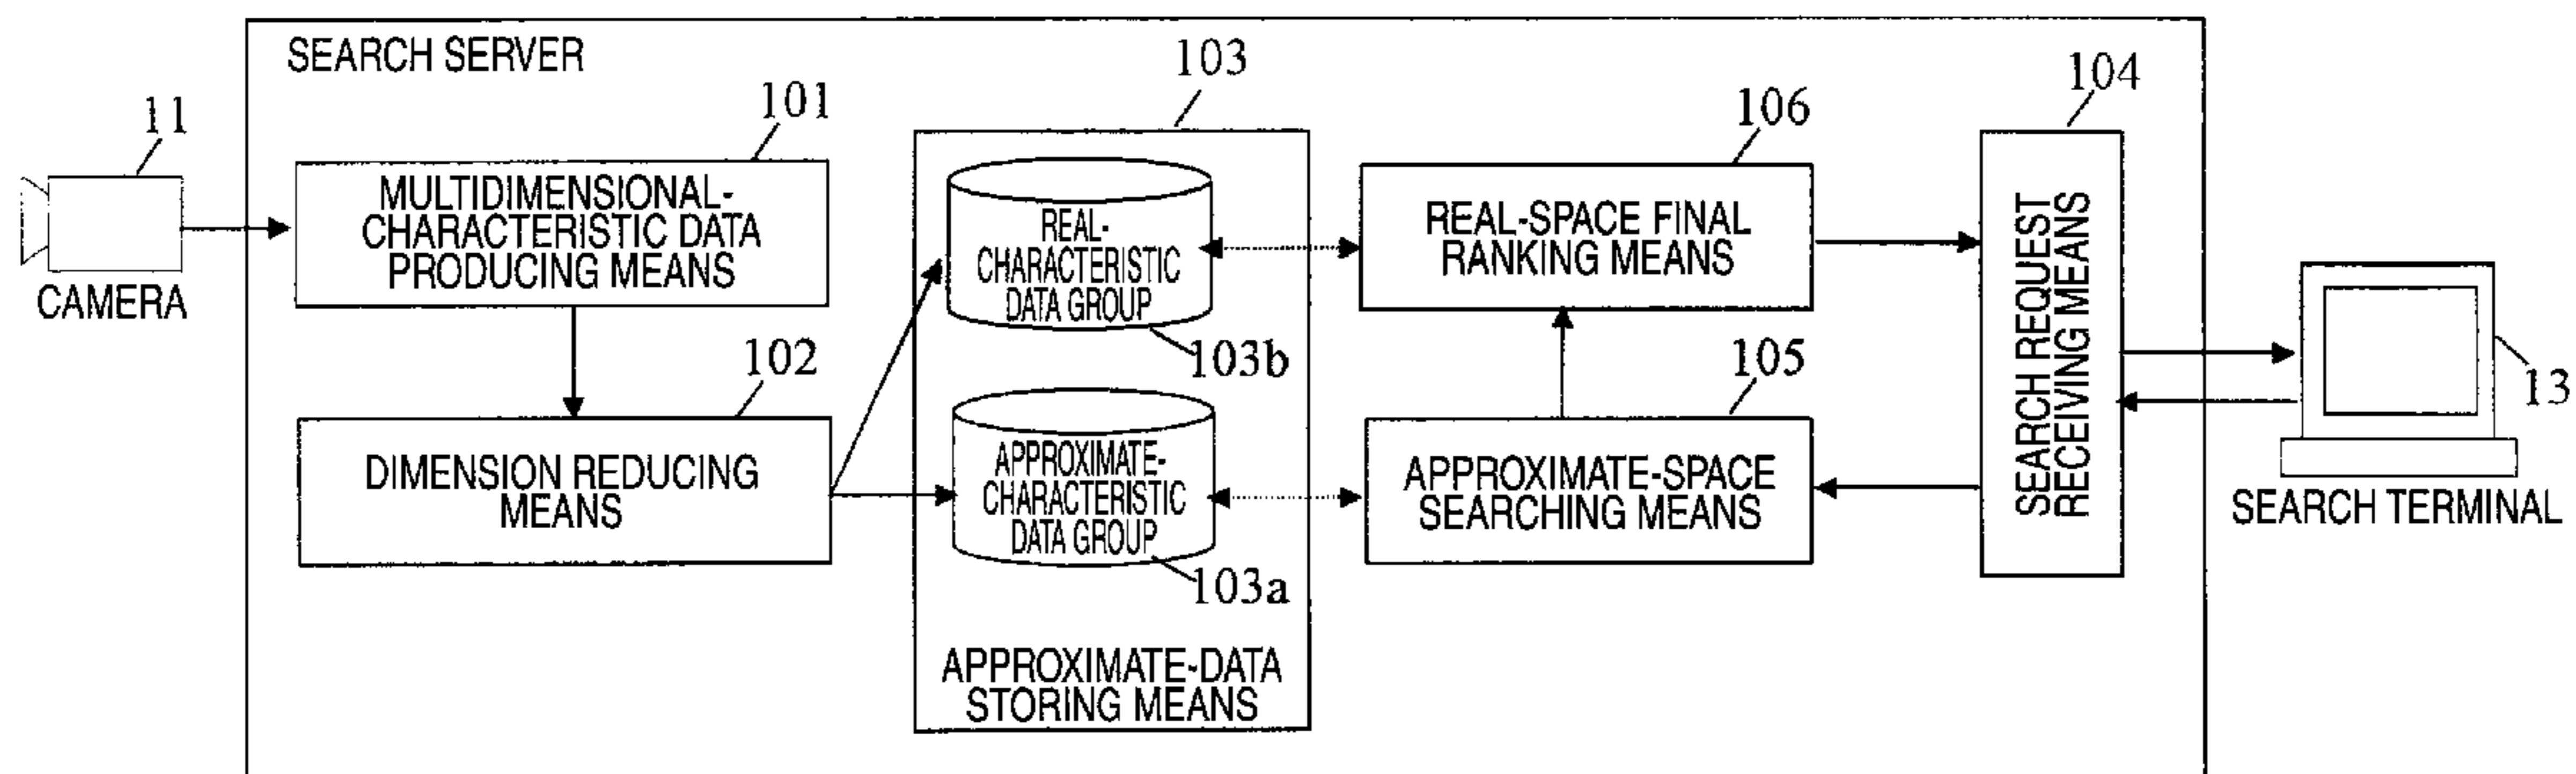 SEARCH SERVER
103
104
101
11
106
MULTIDIMENSIONAL-
CHARACTERISTIC DATA
PRODUCING MEANS
REAL-
CHARACTERISTIC
DATA GROUP
REAL-SPACE FINAL
RANKING MEANS
SEARCH REQUEST
RECEIVING MEANS
CAMERA
102
103b
105
13
DIMENSION REDUCING
MEANS
APPROXIMATE-
CHARACTERISTIC
DATA GROUP
APPROXIMATE-SPACE
SEARCHING MEANS
SEARCH TERMINAL
103a
APPROXIMATE-DATA
STORING MEANS